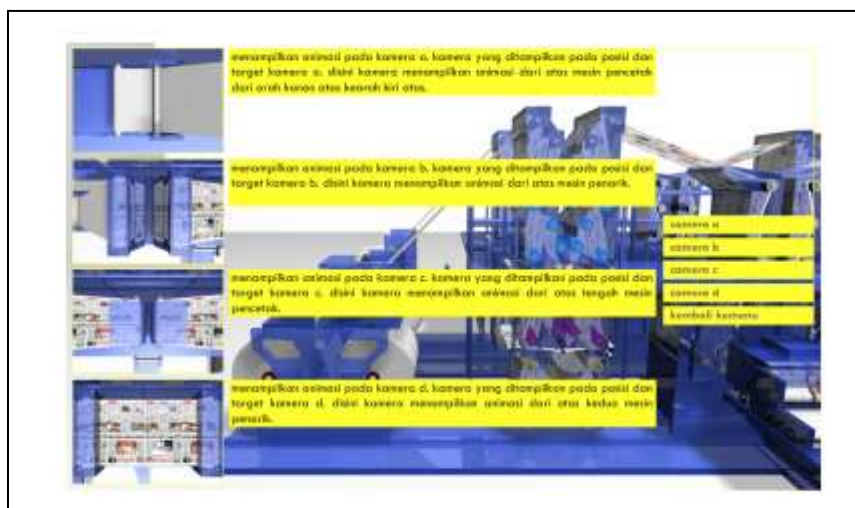 menampilkan animasi pada kamera a. kamera yang ditampilkan pada posisi dan
target kamera a. disini kamera menampilkan animasi dari atas mesin pencetak
dari arah kanan atas kearah kiri atas.
menampilkan animasi pada kamera b. kamera yang ditampilkan pada posisi dan
target kamera b. disini kamera menampilkan animasi dari atas mesin penarik.
menampilkan animasi pada kamera c. kamera yang ditampilkan pada posisi dan
target kamera c. disini kamera menampilkan animasi dari atas tengah mesin
pencetak.
menampilkan animasi pada kamera d. kamera yang ditampilkan pada posisi dan
target kamera d. disini kamera menampilkan animasi dari atas kedua mesin
penarik.
camera a
camera b
camera c
camera d
kembali kemenu